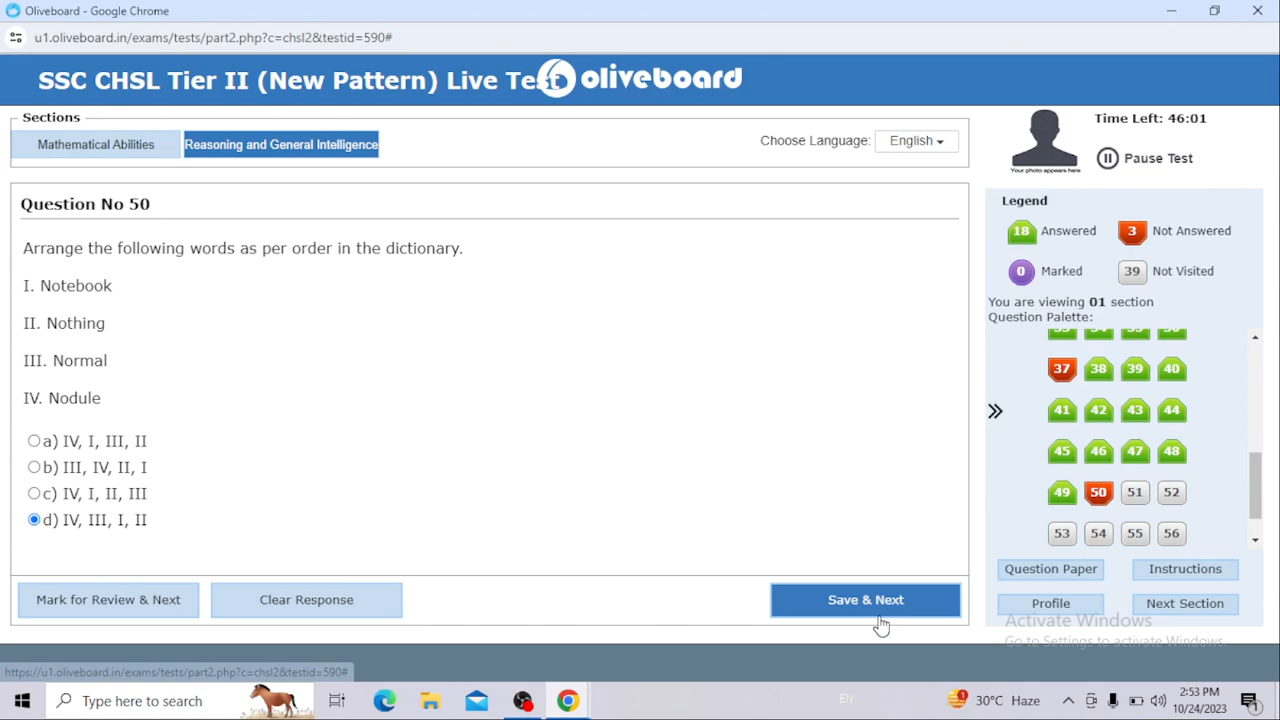 Oliveboard - Google Chrome
u1.oliveboard.in/exams/tests/part2.php?c=chsl2&testid=590#
SSC CHSL Tier II (New Pattern) Live Test
oliveboard
Sections
Mathematical Abilities
Reasoning and General Intelligence
Choose Language: English
Your photo appears here
Time Left: 46:01
Pause Test
Question No 50
Arrange the following words as per order in the dictionary.
I. Notebook
II. Nothing
III. Normal
IV. Nodule
a) IV, I, III, II
b) III, IV, II, I
c) IV, I, II, III
d) IV, III, I, II
Mark for Review & Next
Clear Response
Save & Next
Legend
18 Answered 3 Not Answered
0 Marked 39 Not Visited
You are viewing 01 section
Question Palette:
37 38 39 40
41 42 43 44
45 46 47 48
49 50 51 52
53 54 55 56
Question Paper Instructions
Profile Next Section
Activate Windows
Go to Settings to activate Windows.
https://u1.oliveboard.in/exams/tests/part2.php?c=chsl2&testid=590#
Type here to search
EN
1
30°C Haze
2:53 PM
10/24/2023
1